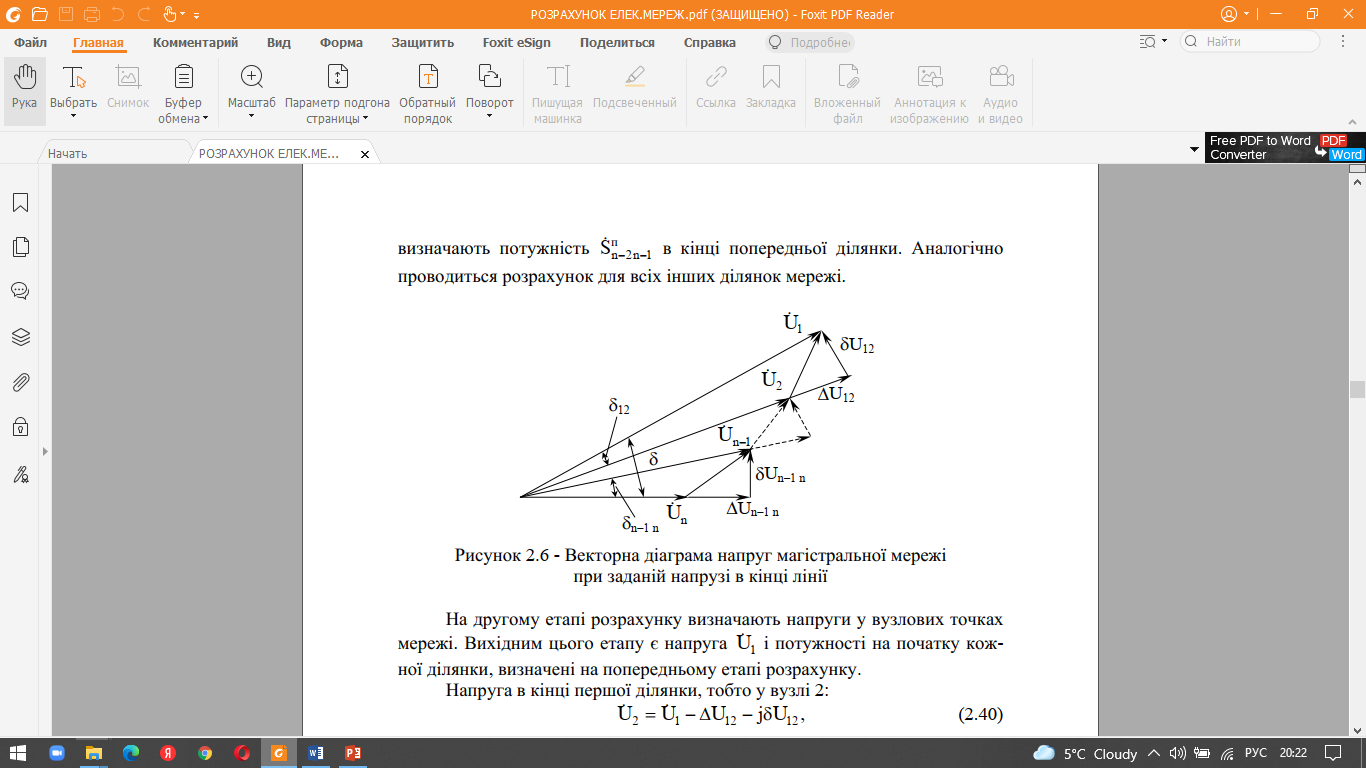 РОЗРАХУНОК ЕЛЕК.МЕРЕЖ.pdf (ЗАЩИЩЕНО) - Foxit PDF Reader
Файл Главная Комментарий Вид Форма Защитить Foxit eSign Поделиться Справка Подробнее Найти
Рука Выбрать Снимок Буфер обмена Масштаб Параметр подгона страницы Обратный порядок Поворот Пишущая машинка Подсвеченный Ссылка Закладка Вложенный файл Аннотация к изображению Аудио и видео
Начать РОЗРАХУНОК ЕЛЕК.МЕ...
Free PDF to Word PDF
Converter Word
визначають потужність Ṡⁿn–2n–1 в кінці попередньої ділянки. Аналогічно
проводиться розрахунок для всіх інших ділянок мережі.
U̇1
δU12
U̇2
ΔU12
δ12
U̇n–1
δ
δUn–1 n
U̇n
ΔUn–1 n
δn–1 n
Рисунок 2.6 - Векторна діаграма напруг магістральної мережі
при заданій напрузі в кінці лінії
На другому етапі розрахунку визначають напруги у вузлових точках
мережі. Вихідним цього етапу є напруга U̇1 і потужності на початку кож-
ної ділянки, визначені на попередньому етапі розрахунку.
Напруга в кінці першої ділянки, тобто у вузлі 2:
U̇2 = U̇1 − ΔU12 − jδU12, (2.40)
5°C Cloudy РУС 20:22